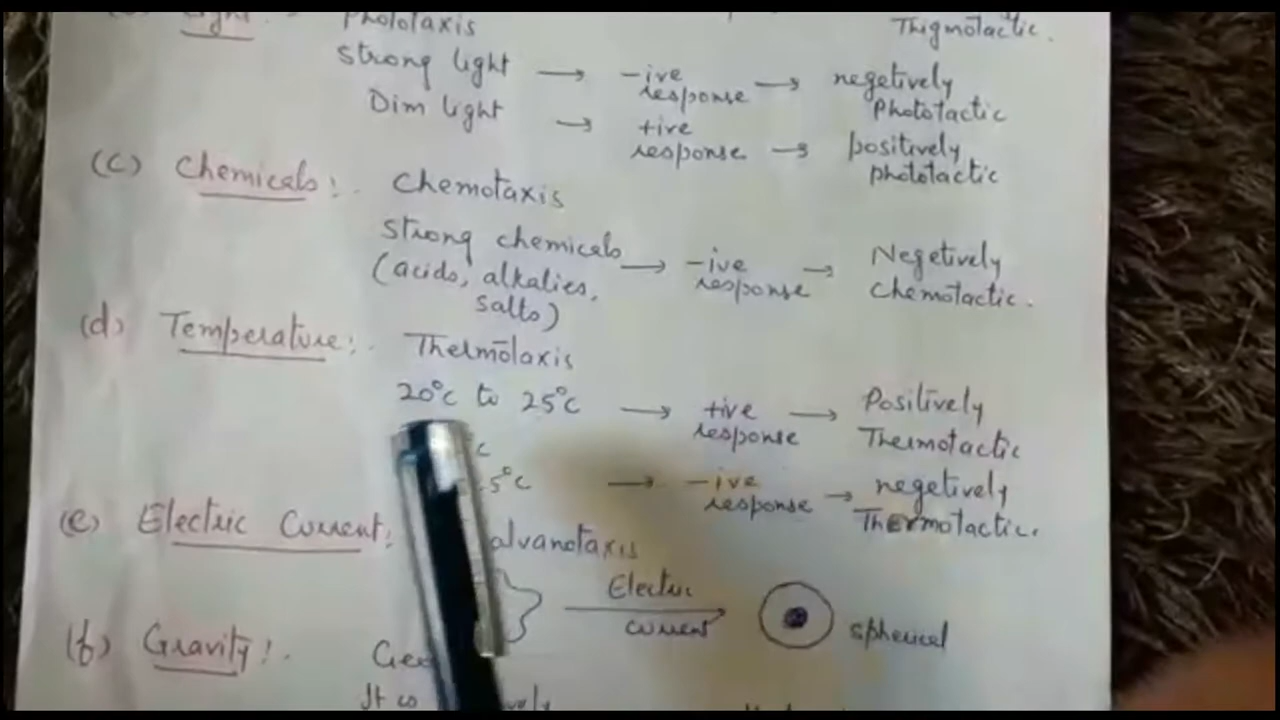 Phototaxis
Thigmotactic.
Strong light → -ive response → negetively Phototactic
Dim light → +ive response → positively phototactic
(c) Chemicals:. Chemotaxis
Strong chemicals (acids, alkalies, salts) → -ive response → Negetively Chemotactic.
(d) Temperature:. Thermotaxis
20°c to 25°c → +ive response → Positively Thermotactic
→ -ive response → negetively Thermotactic.
(e) Electric Current:
Electric current
spherical
(f) Gravity:.
It